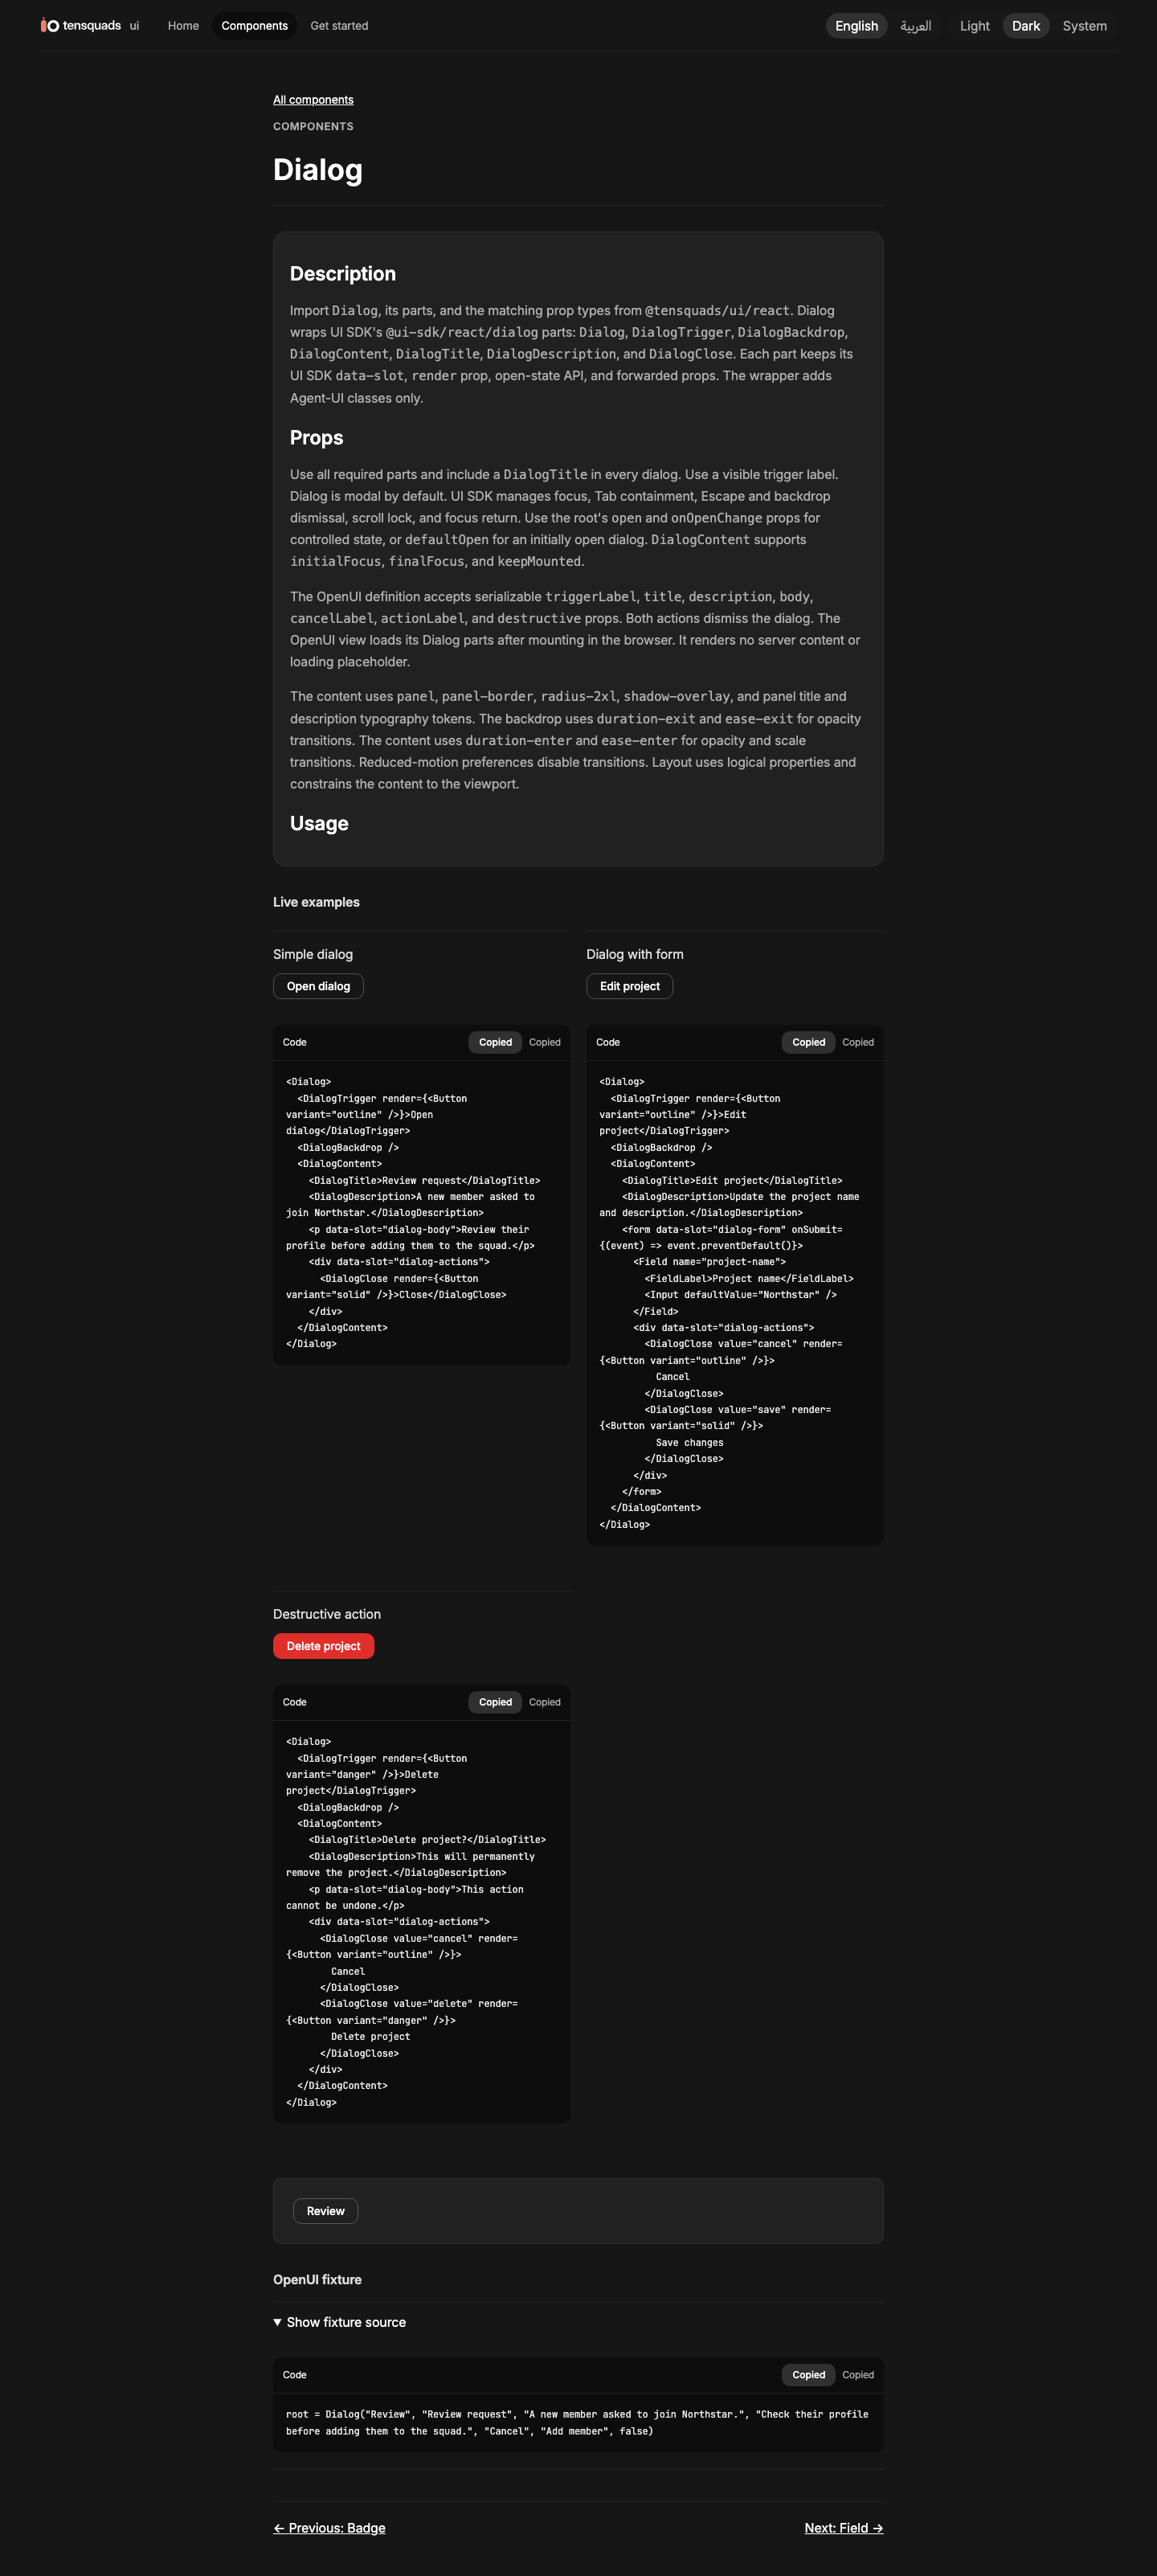 tensquads ui
Home
Components
Get started
English
العربية
Light
Dark
System
All components
COMPONENTS
Dialog
Description
Import Dialog, its parts, and the matching prop types from @tensquads/ui/react. Dialog
wraps UI SDK's @ui-sdk/react/dialog parts: Dialog, DialogTrigger, DialogBackdrop,
DialogContent, DialogTitle, DialogDescription, and DialogClose. Each part keeps its
UI SDK data-slot, render prop, open-state API, and forwarded props. The wrapper adds
Agent-UI classes only.
Props
Use all required parts and include a DialogTitle in every dialog. Use a visible trigger label.
Dialog is modal by default. UI SDK manages focus, Tab containment, Escape and backdrop
dismissal, scroll lock, and focus return. Use the root's open and onOpenChange props for
controlled state, or defaultOpen for an initially open dialog. DialogContent supports
initialFocus, finalFocus, and keepMounted.
The OpenUI definition accepts serializable triggerLabel, title, description, body,
cancelLabel, actionLabel, and destructive props. Both actions dismiss the dialog. The
OpenUI view loads its Dialog parts after mounting in the browser. It renders no server content or
loading placeholder.
The content uses panel, panel-border, radius-2xl, shadow-overlay, and panel title and
description typography tokens. The backdrop uses duration-exit and ease-exit for opacity
transitions. The content uses duration-enter and ease-enter for opacity and scale
transitions. Reduced-motion preferences disable transitions. Layout uses logical properties and
constrains the content to the viewport.
Usage
Live examples
Simple dialog
Open dialog
Code
Copied
Copied
<Dialog>
  <DialogTrigger render={<Button
variant="outline" />}>Open
dialog</DialogTrigger>
  <DialogBackdrop />
  <DialogContent>
    <DialogTitle>Review request</DialogTitle>
    <DialogDescription>A new member asked to
join Northstar.</DialogDescription>
    <p data-slot="dialog-body">Review their
profile before adding them to the squad.</p>
    <div data-slot="dialog-actions">
      <DialogClose render={<Button
variant="solid" />}>Close</DialogClose>
    </div>
  </DialogContent>
</Dialog>
Dialog with form
Edit project
Code
Copied
Copied
<Dialog>
  <DialogTrigger render={<Button
variant="outline" />}>Edit
project</DialogTrigger>
  <DialogBackdrop />
  <DialogContent>
    <DialogTitle>Edit project</DialogTitle>
    <DialogDescription>Update the project name
and description.</DialogDescription>
    <form data-slot="dialog-form" onSubmit=
{(event) => event.preventDefault()}>
      <Field name="project-name">
        <FieldLabel>Project name</FieldLabel>
        <Input defaultValue="Northstar" />
      </Field>
      <div data-slot="dialog-actions">
        <DialogClose value="cancel" render=
{<Button variant="outline" />}>
          Cancel
        </DialogClose>
        <DialogClose value="save" render=
{<Button variant="solid" />}>
          Save changes
        </DialogClose>
      </div>
    </form>
  </DialogContent>
</Dialog>
Destructive action
Delete project
Code
Copied
Copied
<Dialog>
  <DialogTrigger render={<Button
variant="danger" />}>Delete
project</DialogTrigger>
  <DialogBackdrop />
  <DialogContent>
    <DialogTitle>Delete project?</DialogTitle>
    <DialogDescription>This will permanently
remove the project.</DialogDescription>
    <p data-slot="dialog-body">This action
cannot be undone.</p>
    <div data-slot="dialog-actions">
      <DialogClose value="cancel" render=
{<Button variant="outline" />}>
        Cancel
      </DialogClose>
      <DialogClose value="delete" render=
{<Button variant="danger" />}>
        Delete project
      </DialogClose>
    </div>
  </DialogContent>
</Dialog>
Review
OpenUI fixture
▼ Show fixture source
Code
Copied
Copied
root = Dialog("Review", "Review request", "A new member asked to join Northstar.", "Check their profile
before adding them to the squad.", "Cancel", "Add member", false)
← Previous: Badge
Next: Field →